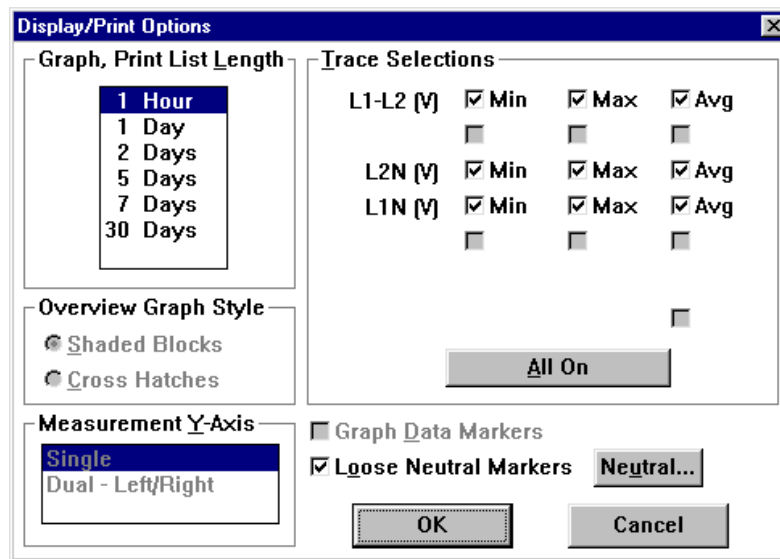 Display/Print Options
Graph, Print List Length
1 Hour
1 Day
2 Days
5 Days
7 Days
30 Days
Overview Graph Style
Shaded Blocks
Cross Hatches
Measurement Y-Axis
Single
Dual - Left/Right
Trace Selections
L1-L2 (V) Min Max Avg
L2N (V) Min Max Avg
L1N (V) Min Max Avg
All On
Graph Data Markers
Loose Neutral Markers Neutral...
OK Cancel